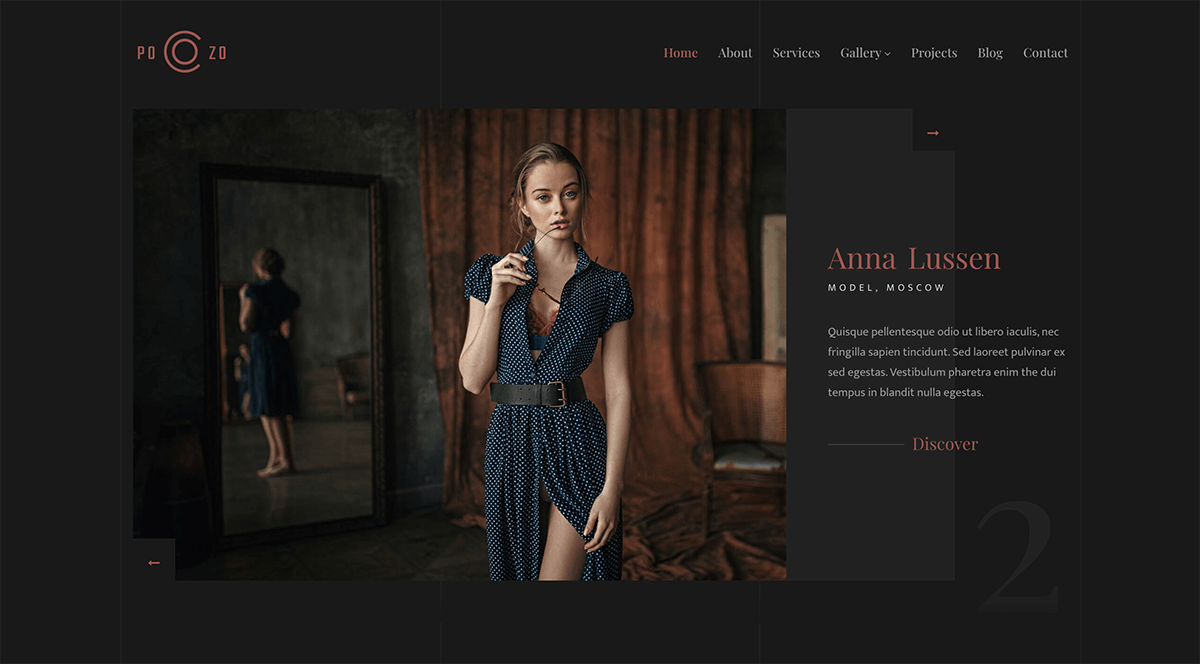 PO ZO
Home About Services Gallery Projects Blog Contact
Anna Lussen
MODEL, MOSCOW
Quisque pellentesque odio ut libero iaculis, nec
fringilla sapien tincidunt. Sed laoreet pulvinar ex
sed egestas. Vestibulum pharetra enim the dui
tempus in blandit nulla egestas.
Discover
2